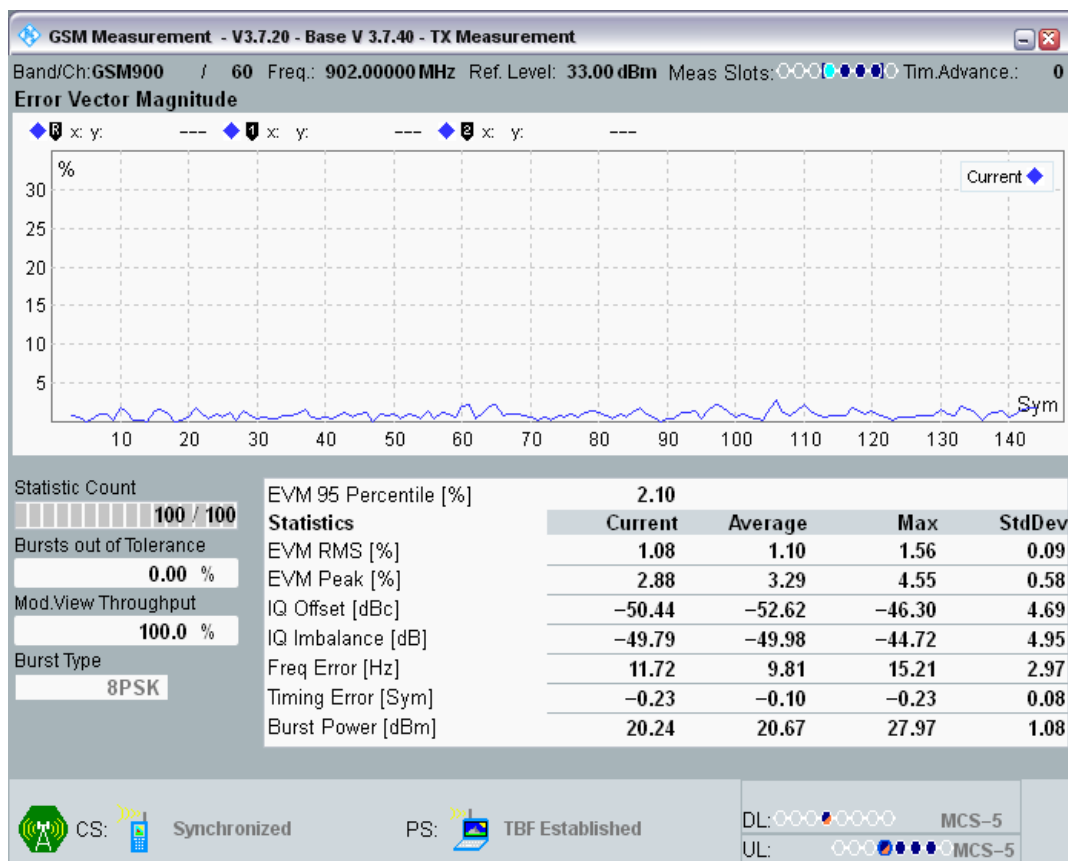 GSM Measurement - V3.7.20 - Base V 3.7.40 - TX Measurement
Band/Ch:GSM900 / 60 Freq.: 902.00000 MHz Ref. Level: 33.00 dBm Meas Slots: Tim.Advance.: 0
Error Vector Magnitude
R x: y: --- 1 x: y: --- 2 x: y: ---
%
Current
30
25
20
15
10
5
Sym
10 20 30 40 50 60 70 80 90 100 110 120 130 140
Statistic Count
100 / 100
Bursts out of Tolerance
0.00 %
Mod.View Throughput
100.0 %
Burst Type
8PSK
EVM 95 Percentile [%] 2.10
Statistics Current Average Max StdDev
EVM RMS [%] 1.08 1.10 1.56 0.09
EVM Peak [%] 2.88 3.29 4.55 0.58
IQ Offset [dBc] −50.44 −52.62 −46.30 4.69
IQ Imbalance [dB] −49.79 −49.98 −44.72 4.95
Freq Error [Hz] 11.72 9.81 15.21 2.97
Timing Error [Sym] −0.23 −0.10 −0.23 0.08
Burst Power [dBm] 20.24 20.67 27.97 1.08
CS: Synchronized PS: TBF Established
DL: MCS−5
UL: MCS−5